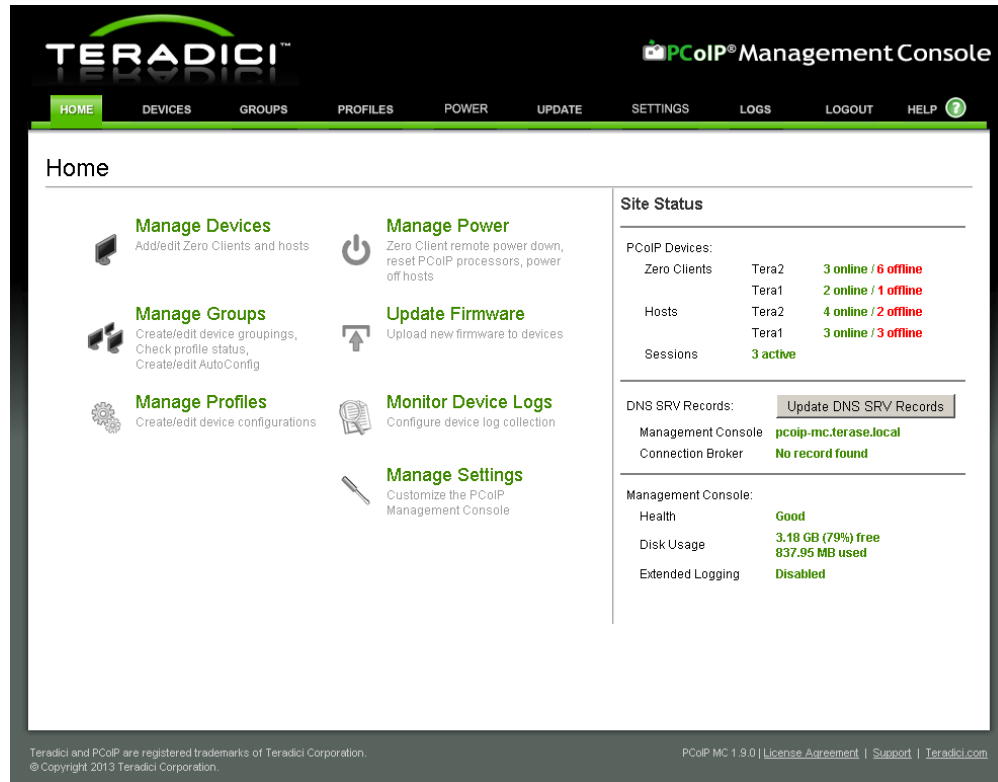 TERADICI™
PCoIP® Management Console
HOME DEVICES GROUPS PROFILES POWER UPDATE SETTINGS LOGS LOGOUT HELP ?
Home
Manage Devices
Add/edit Zero Clients and hosts
Manage Power
Zero Client remote power down,
reset PCoIP processors, power
off hosts
Manage Groups
Create/edit device groupings,
Check profile status,
Create/edit AutoConfig
Update Firmware
Upload new firmware to devices
Manage Profiles
Create/edit device configurations
Monitor Device Logs
Configure device log collection
Manage Settings
Customize the PCoIP
Management Console
Site Status
PCoIP Devices:
Zero Clients Tera2 3 online / 6 offline
Tera1 2 online / 1 offline
Hosts Tera2 4 online / 2 offline
Tera1 3 online / 3 offline
Sessions 3 active
DNS SRV Records: Update DNS SRV Records
Management Console pcoip-mc.terase.local
Connection Broker No record found
Management Console:
Health Good
Disk Usage 3.18 GB (79%) free
837.95 MB used
Extended Logging Disabled
Teradici and PCoIP are registered trademarks of Teradici Corporation.
© Copyright 2013 Teradici Corporation.
PCoIP MC 1.9.0 | License Agreement | Support | Teradici.com